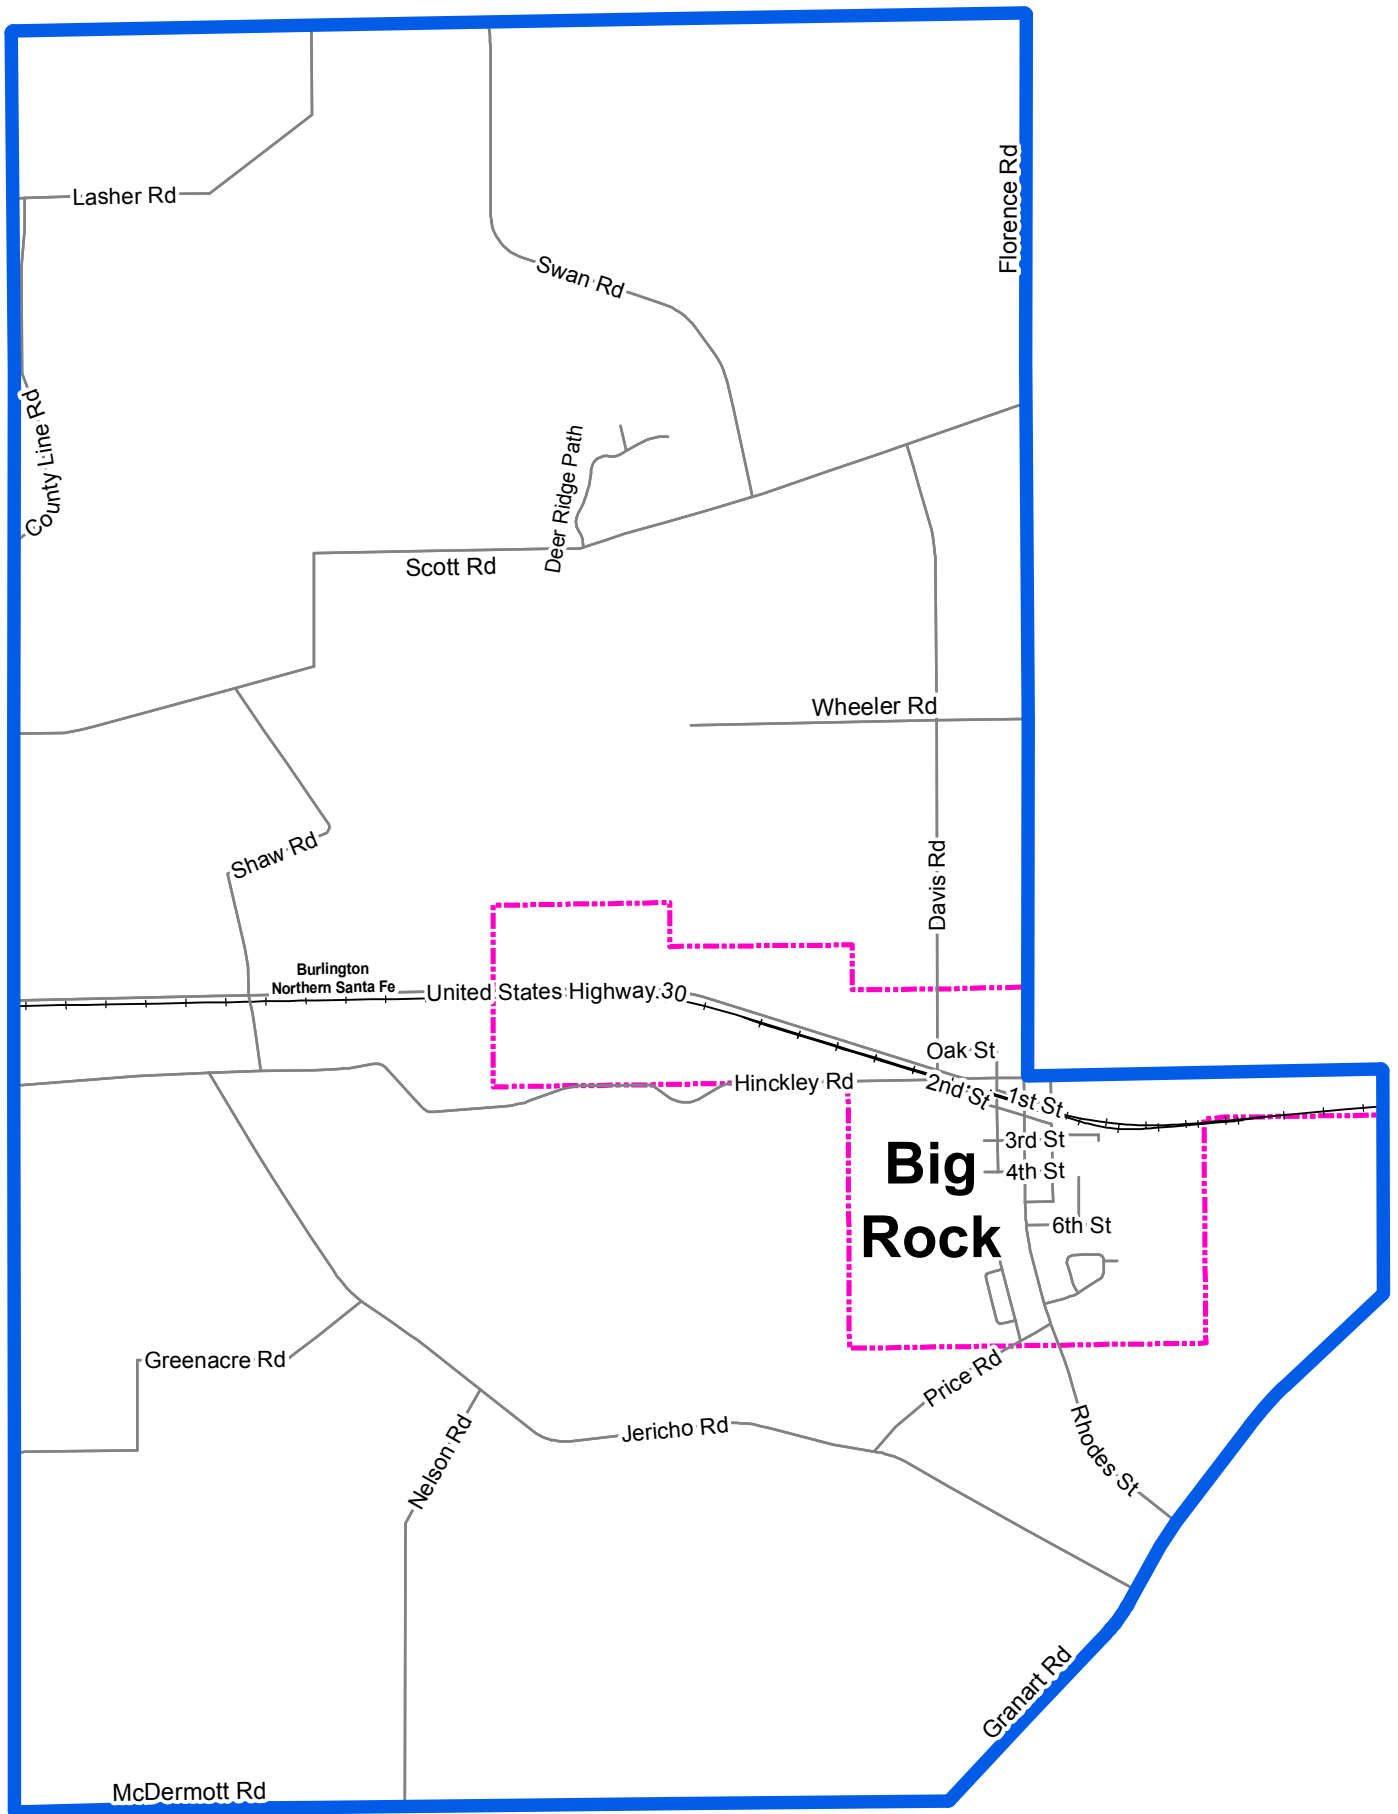 Florence Rd
Lasher Rd
Swan Rd
County Line Rd
Deer Ridge Path
Scott Rd
Wheeler Rd
Shaw Rd
Davis Rd
Burlington
Northern Santa Fe
United States Highway 30
Oak St
Hinckley Rd
2nd St
1st St
3rd St
Big
4th St
Rock
6th St
Greenacre Rd
Price Rd
Jericho Rd
Nelson Rd
Rhodes St
Granart Rd
McDermott Rd